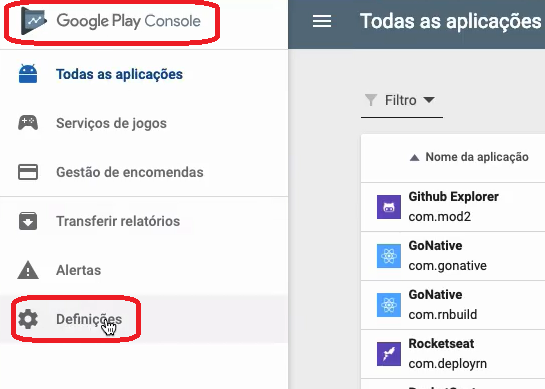 Google Play Console
Todas as aplicações
Serviços de jogos
Gestão de encomendas
Transferir relatórios
Alertas
Definições
Todas as aplicações
Filtro
Nome da aplicação
Github Explorer
com.mod2
GoNative
com.gonative
GoNative
com.rnbuild
Rocketseat
com.deployrn